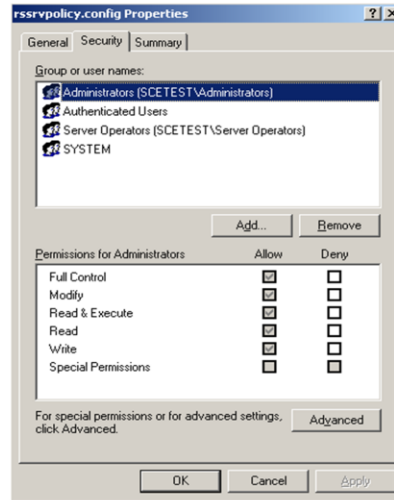 rssrvpolicy.config Properties
General Security Summary
Group or user names:
Administrators (SCETEST\Administrators)
Authenticated Users
Server Operators (SCETEST\Server Operators)
SYSTEM
Add... Remove
Permissions for Administrators Allow Deny
Full Control
Modify
Read & Execute
Read
Write
Special Permissions
For special permissions or for advanced settings,
click Advanced.
Advanced
OK Cancel Apply